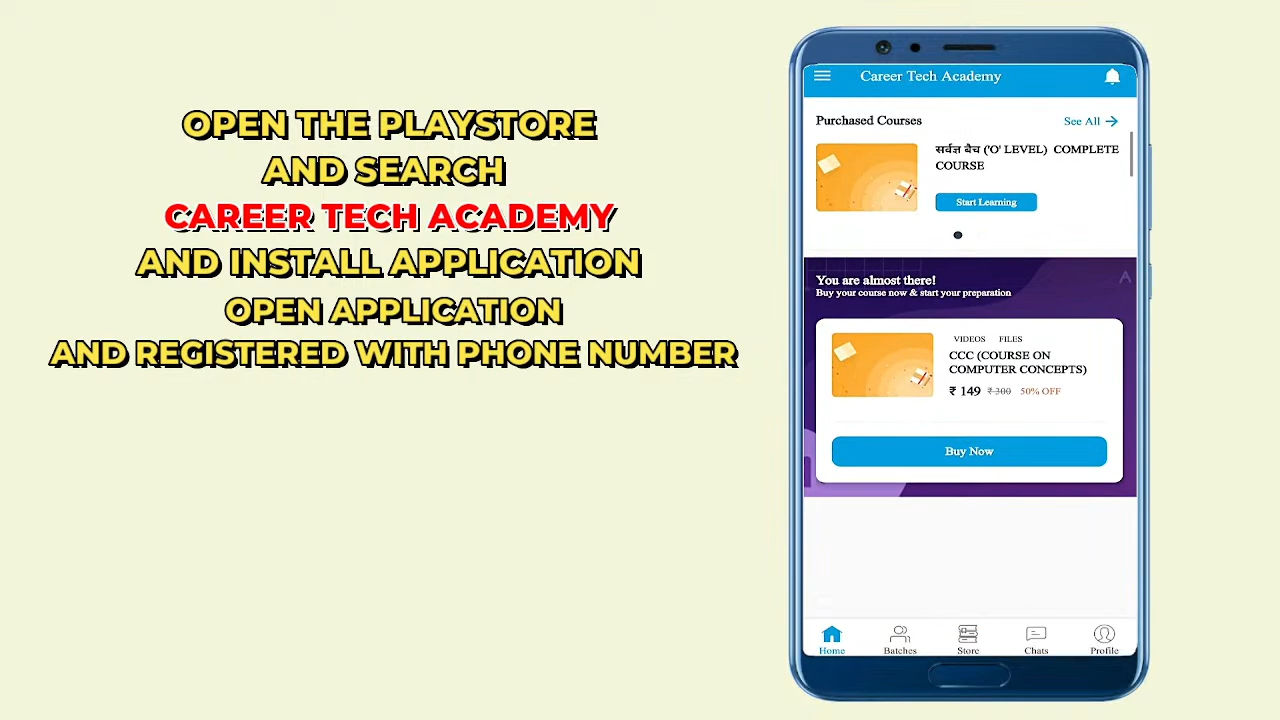 OPEN THE PLAYSTORE
AND SEARCH
CAREER TECH ACADEMY
AND INSTALL APPLICATION
OPEN APPLICATION
AND REGISTERED WITH PHONE NUMBER
Career Tech Academy
Purchased Courses See All
सर्वज्ञ बैच ('O' LEVEL) COMPLETE
COURSE
Start Learning
You are almost there!
Buy your course now & start your preparation
VIDEOS FILES
CCC (COURSE ON
COMPUTER CONCEPTS)
₹ 149 ₹ 300 50% OFF
Buy Now
Home Batches Store Chats Profile